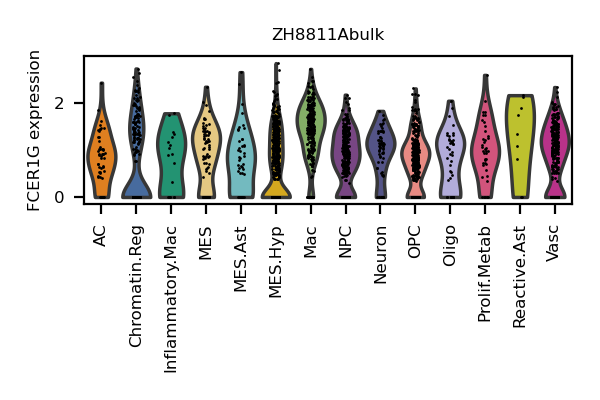 ZH8811Abulk
FCER1G expression
2
0
AC
Chromatin.Reg
Inflammatory.Mac
MES
MES.Ast
MES.Hyp
Mac
NPC
Neuron
OPC
Oligo
Prolif.Metab
Reactive.Ast
Vasc